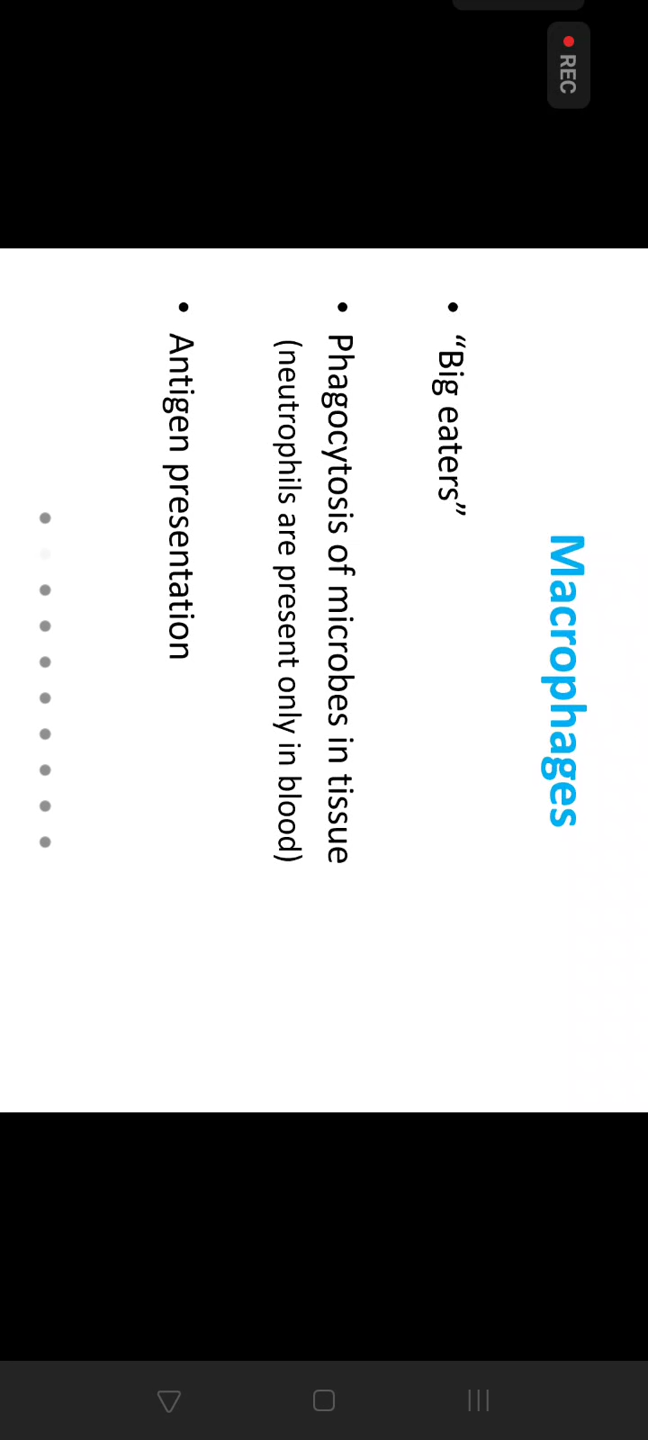 REC
Macrophages
• “Big eaters”
• Phagocytosis of microbes in tissue
(neutrophils are present only in blood)
• Antigen presentation